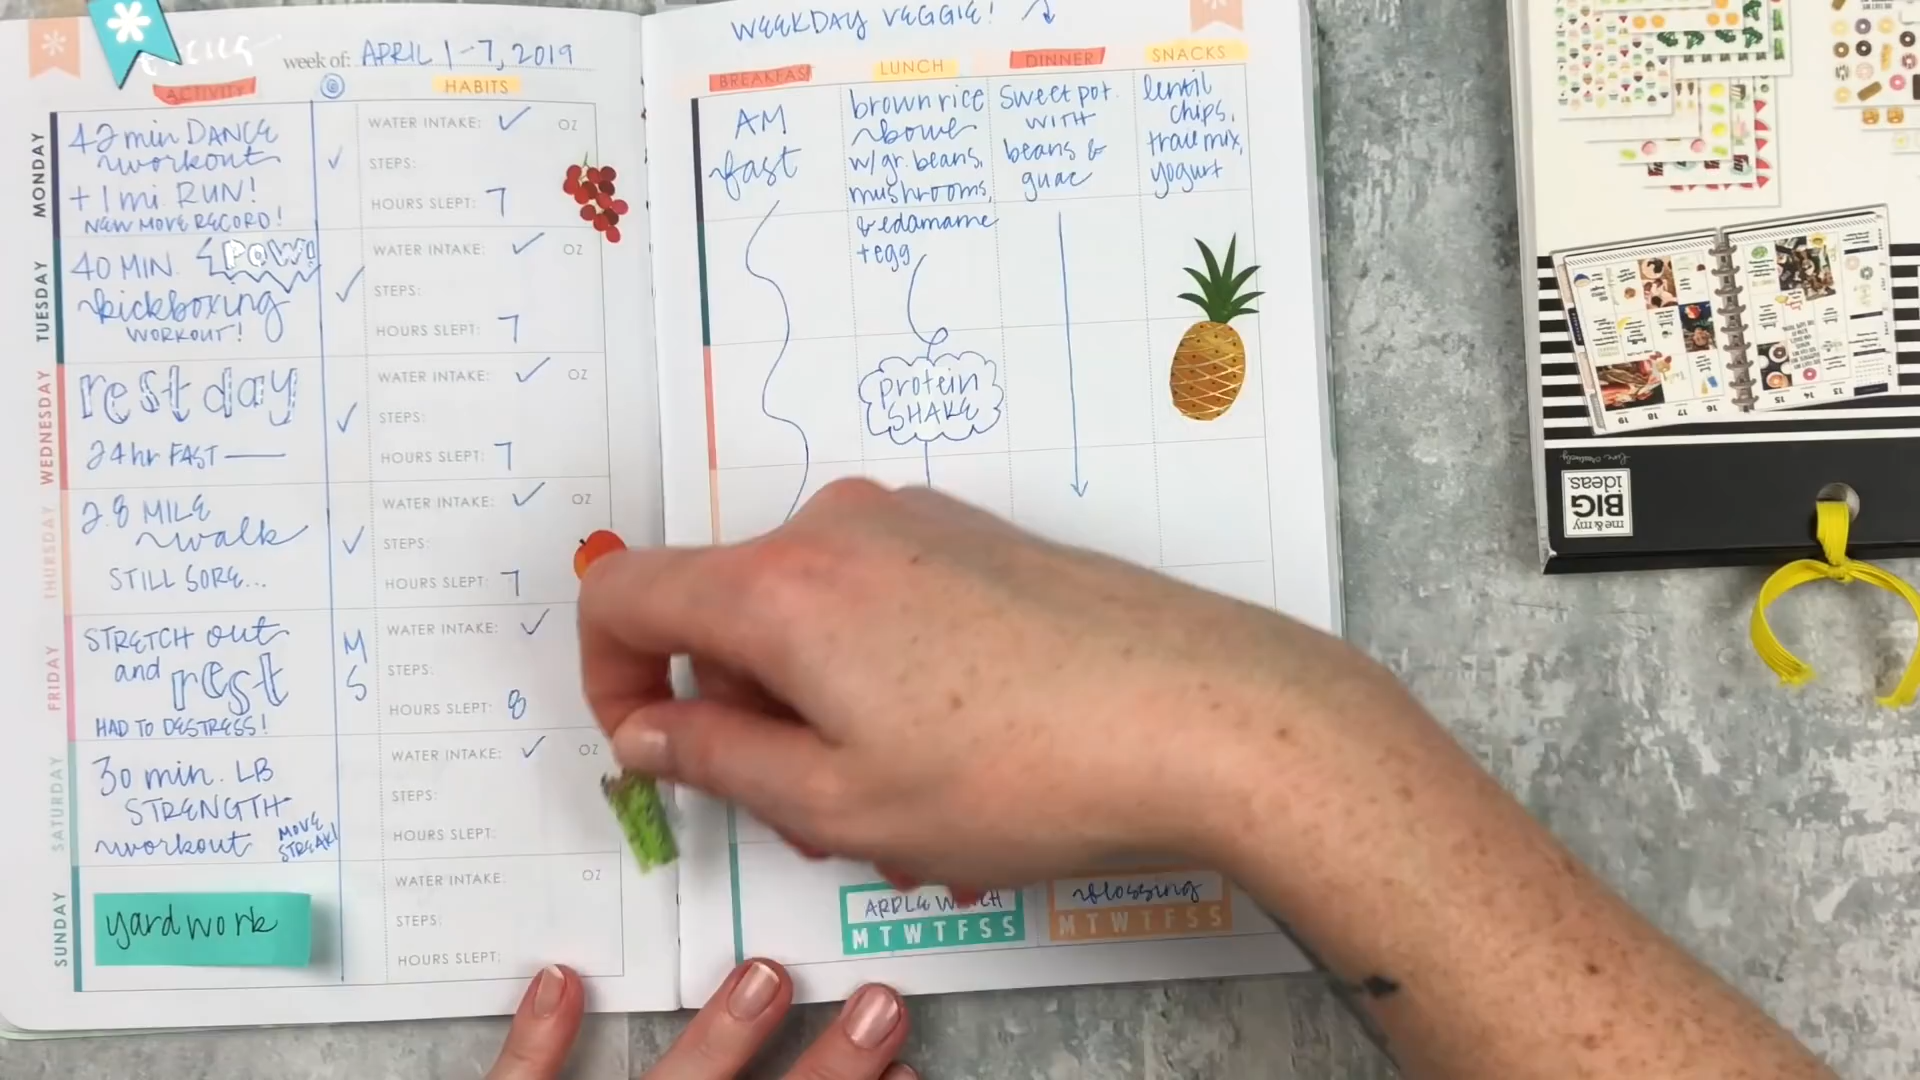 week of: APRIL 1-7, 2019
ACTIVITY
HABITS
MONDAY
42 min DANCE
workout
+ 1 mi. RUN!
NEW MOVE RECORD!
WATER INTAKE: ✓ OZ
STEPS:
HOURS SLEPT: 7
TUESDAY
40 MIN. POW!
kickboxing
WORKOUT!
WATER INTAKE: ✓ OZ
STEPS:
HOURS SLEPT: 7
WEDNESDAY
rest day
24hr FAST
WATER INTAKE: ✓ OZ
STEPS:
HOURS SLEPT: 7
THURSDAY
2.8 MILE
walk
STILL SORE...
WATER INTAKE: ✓ OZ
STEPS:
HOURS SLEPT: 7
FRIDAY
STRETCH out
and rest
HAD TO DESTRESS!
M
S
WATER INTAKE: ✓
STEPS:
HOURS SLEPT: 8
SATURDAY
30 min. LB
STRENGTH
workout
MOVE
STREAK!
WATER INTAKE: ✓ OZ
STEPS:
HOURS SLEPT:
SUNDAY
yardwork
WATER INTAKE: OZ
STEPS:
HOURS SLEPT:
WEEKDAY VEGGIE!
BREAKFAST
LUNCH
DINNER
SNACKS
AM
fast
brown rice
bowl
w/gr. beans,
mushrooms,
& edamame
+ egg
protein
SHAKE
Sweet pot.
WITH
beans &
guac
lentil
chips,
trail mix,
yogurt
APPLE WATCH
M T W T F S S
flossing
M T W T F S S
me & my
BIG
ideas.